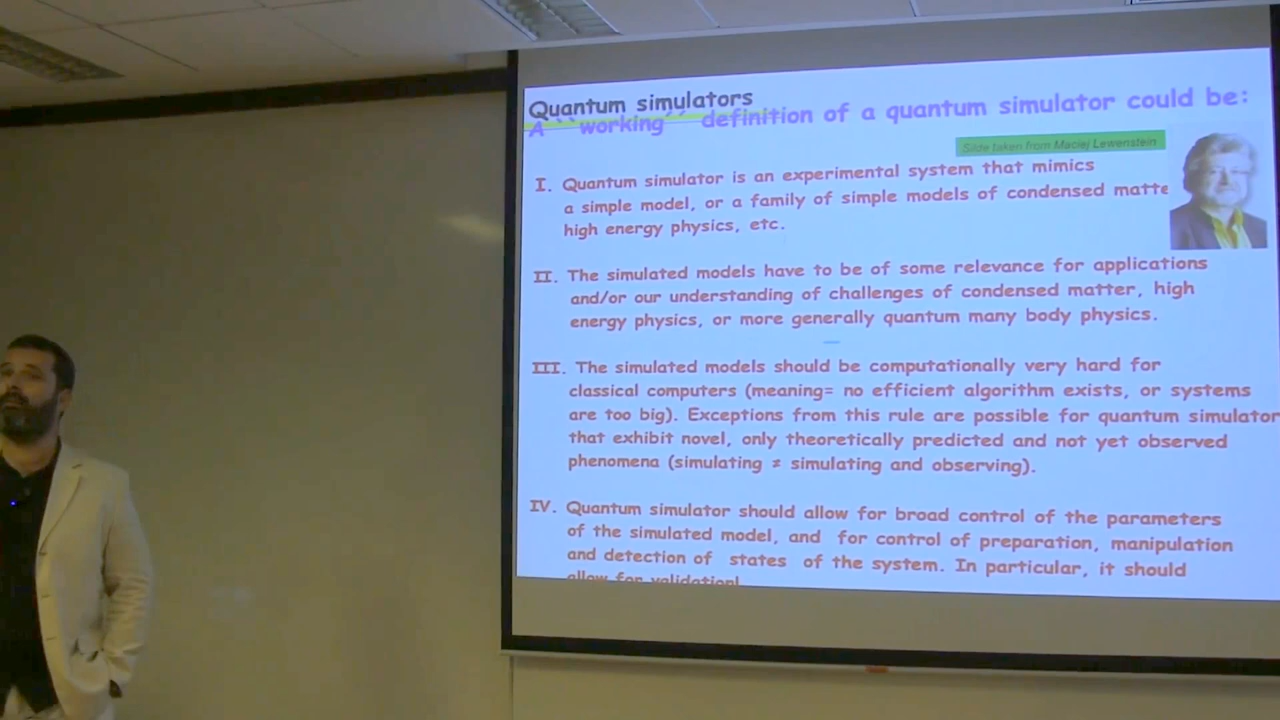 Quantum simulators
A ``working´´ definition of a quantum simulator could be:
Slide taken from Maciej Lewenstein
I. Quantum simulator is an experimental system that mimics
a simple model, or a family of simple models of condensed matte
high energy physics, etc.
II. The simulated models have to be of some relevance for applications
and/or our understanding of challenges of condensed matter, high
energy physics, or more generally quantum many body physics.
III. The simulated models should be computationally very hard for
classical computers (meaning= no efficient algorithm exists, or systems
are too big). Exceptions from this rule are possible for quantum simulator
that exhibit novel, only theoretically predicted and not yet observed
phenomena (simulating ≠ simulating and observing).
IV. Quantum simulator should allow for broad control of the parameters
of the simulated model, and for control of preparation, manipulation
and detection of states of the system. In particular, it should
allow for validation!